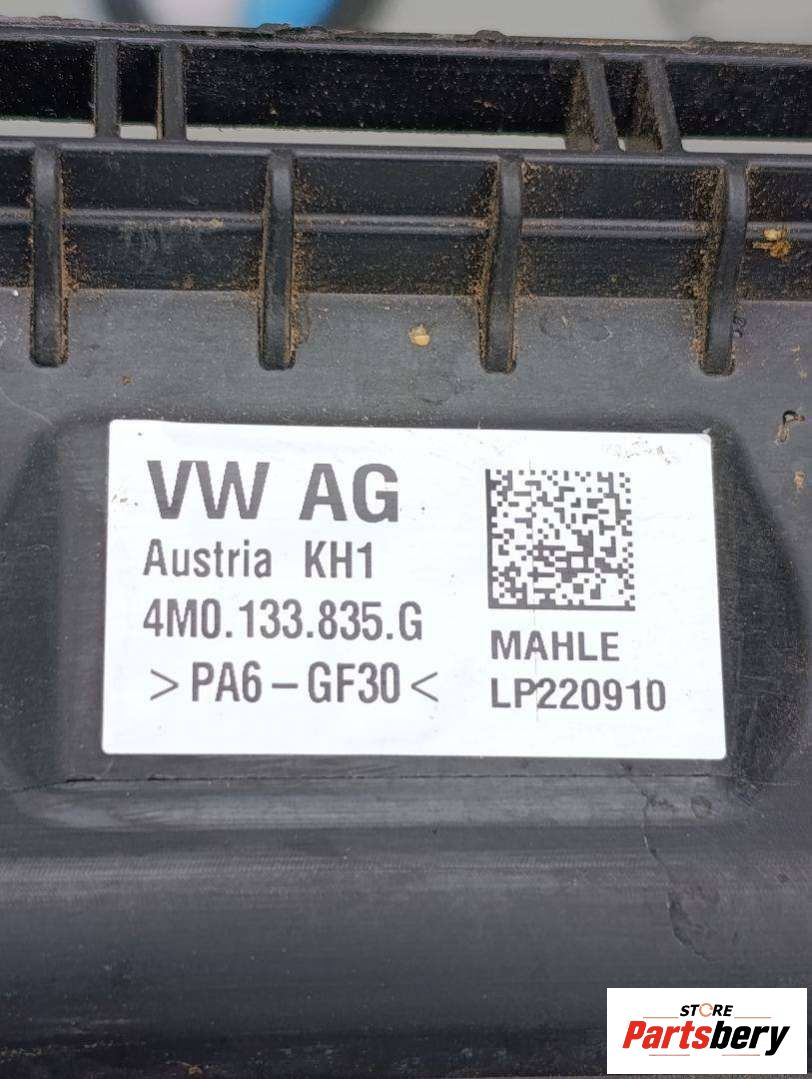 VW AG
Austria KH1
4M0.133.835.G
>PA6-GF30<
MAHLE
LP220910
STORE
Partsbery